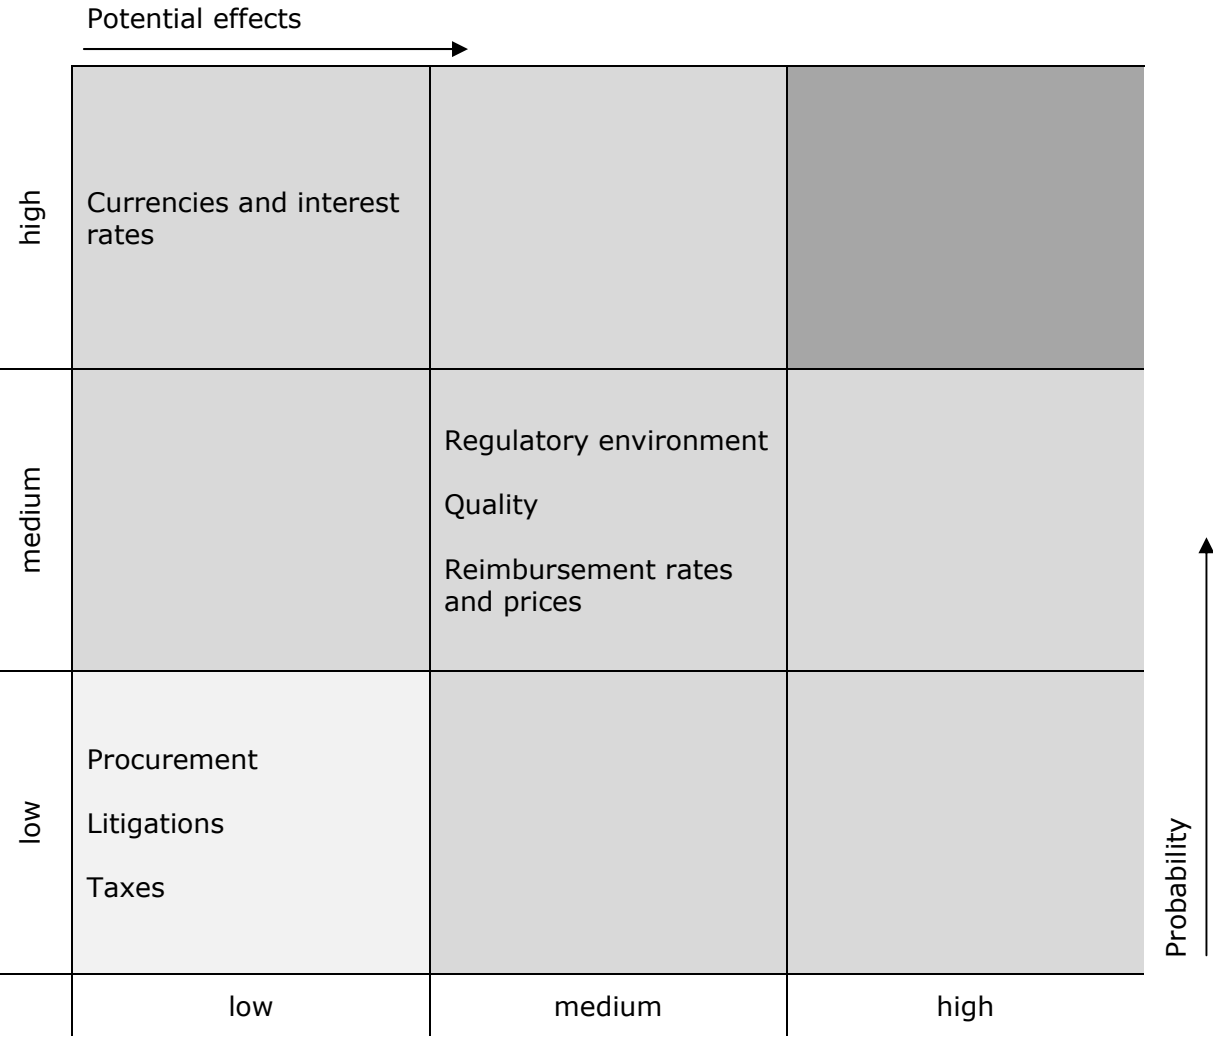 Potential effects
high
Currencies and interest
rates
medium
Regulatory environment
Quality
Reimbursement rates
and prices
low
Procurement
Litigations
Taxes
Probability
low
medium
high